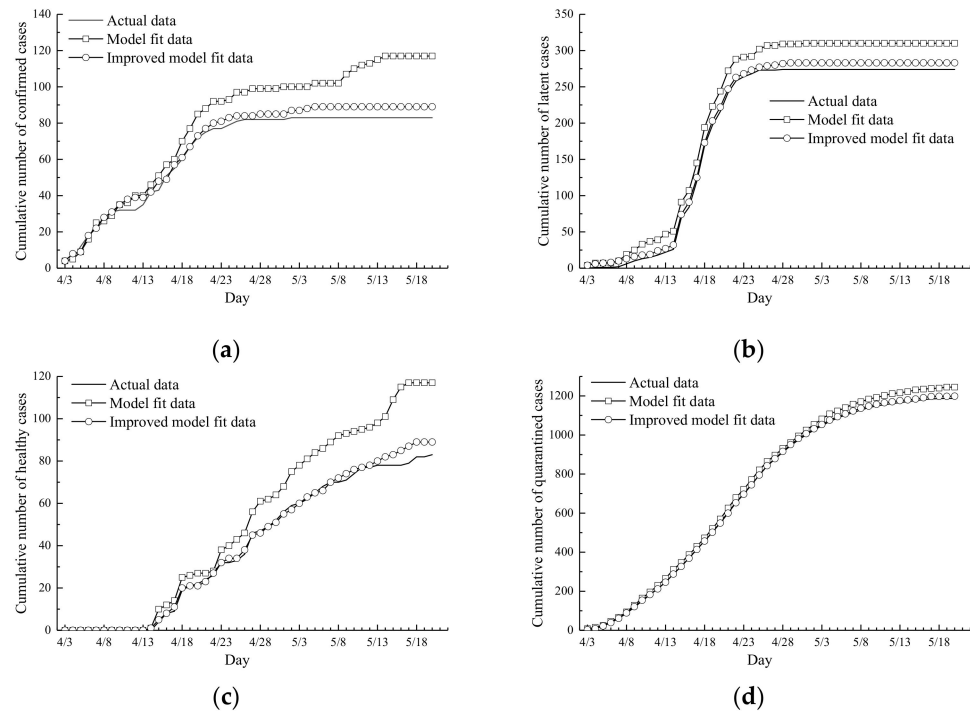 Actual data
Model fit data
Improved model fit data
Cumulative number of confirmed cases
140
120
100
80
60
40
20
0
4/3 4/8 4/13 4/18 4/23 4/28 5/3 5/8 5/13 5/18
Day
(a)
Actual data
Model fit data
Improved model fit data
Cumulative number of latent cases
350
300
250
200
150
100
50
0
4/3 4/8 4/13 4/18 4/23 4/28 5/3 5/8 5/13 5/18
Day
(b)
Actual data
Model fit data
Improved model fit data
Cumulative number of healthy cases
120
100
80
60
40
20
0
4/3 4/8 4/13 4/18 4/23 4/28 5/3 5/8 5/13 5/18
Day
(c)
Actual data
Model fit data
Improved model fit data
Cumulative number of quarantined cases
1200
1000
800
600
400
200
0
4/3 4/8 4/13 4/18 4/23 4/28 5/3 5/8 5/13 5/18
Day
(d)